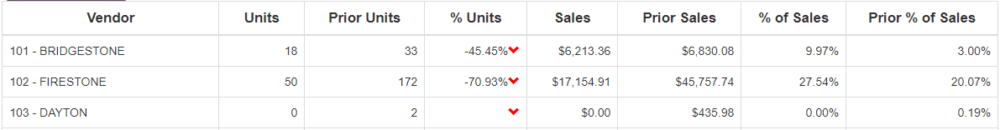 Vendor Units Prior Units % Units Sales Prior Sales % of Sales Prior % of Sales
101 - BRIDGESTONE 18 33 -45.45% $6,213.36 $6,830.08 9.97% 3.00%
102 - FIRESTONE 50 172 -70.93% $17,154.91 $45,757.74 27.54% 20.07%
103 - DAYTON 0 2 $0.00 $435.98 0.00% 0.19%